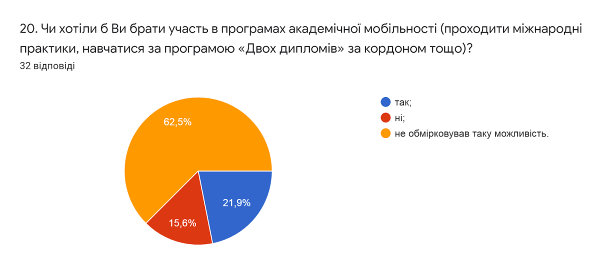 20. Чи хотіли б Ви брати участь в програмах академічної мобільності (проходити міжнародні
практики, навчатися за програмою «Двох дипломів» за кордоном тощо)?
32 відповіді
62,5%
21,9%
15,6%
так;
ні;
не обмірковував таку можливість.